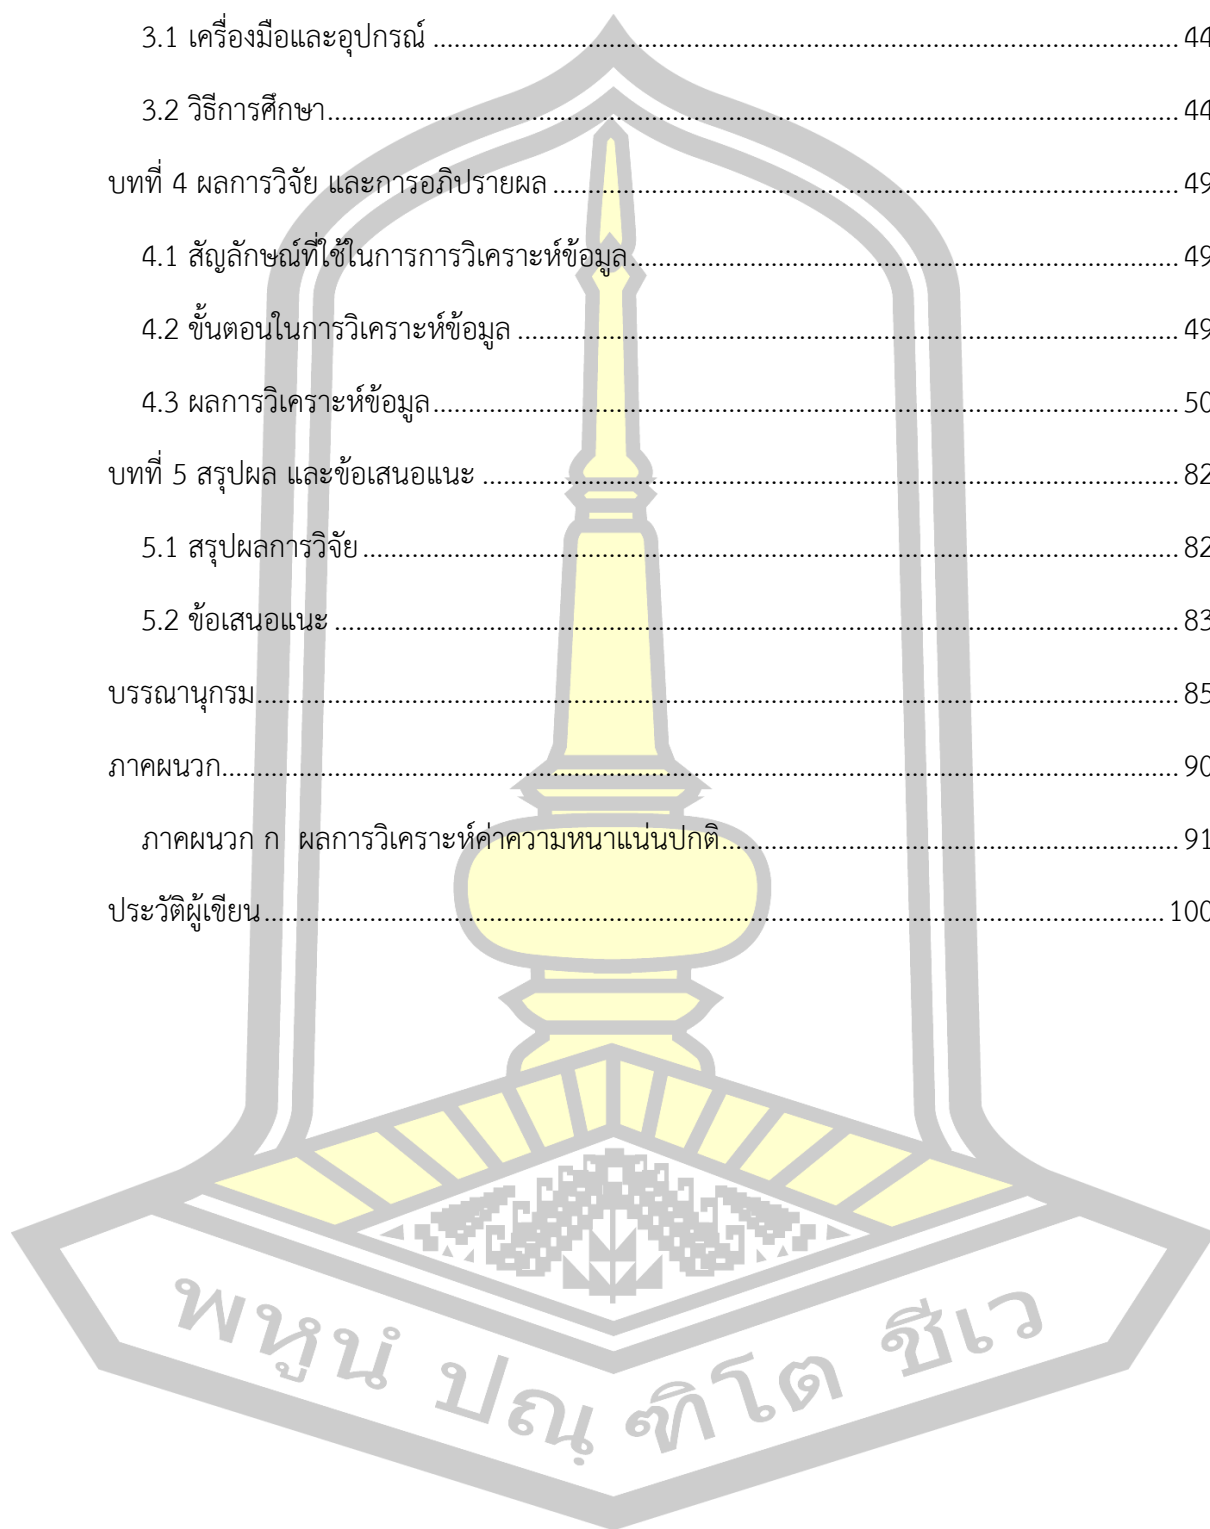 3.1 เครื่องมือและอุปกรณ์ ........................................................................................................ 44
3.2 วิธีการศึกษา........................................................................................................ 44
บทที่ 4 ผลการวิจัย และการอภิปรายผล ........................................................................................ 49
4.1 สัญลักษณ์ที่ใช้ในการการวิเคราะห์ข้อมูล........................................................................ 49
4.2 ขั้นตอนในการวิเคราะห์ข้อมูล ........................................................................................ 49
4.3 ผลการวิเคราะห์ข้อมูล........................................................................................................ 50
บทที่ 5 สรุปผล และข้อเสนอแนะ ........................................................................................ 82
5.1 สรุปผลการวิจัย ........................................................................................................ 82
5.2 ข้อเสนอแนะ ........................................................................................................ 83
บรรณานุกรม........................................................................................................ 85
ภาคผนวก........................................................................................................ 90
ภาคผนวก ก ผลการวิเคราะห์ค่าความหนาแน่นปกติ........................................................ 91
ประวัติผู้เขียน ........................................................................................................ 100
พหูนํ ปณฺฑิโต ชีเว